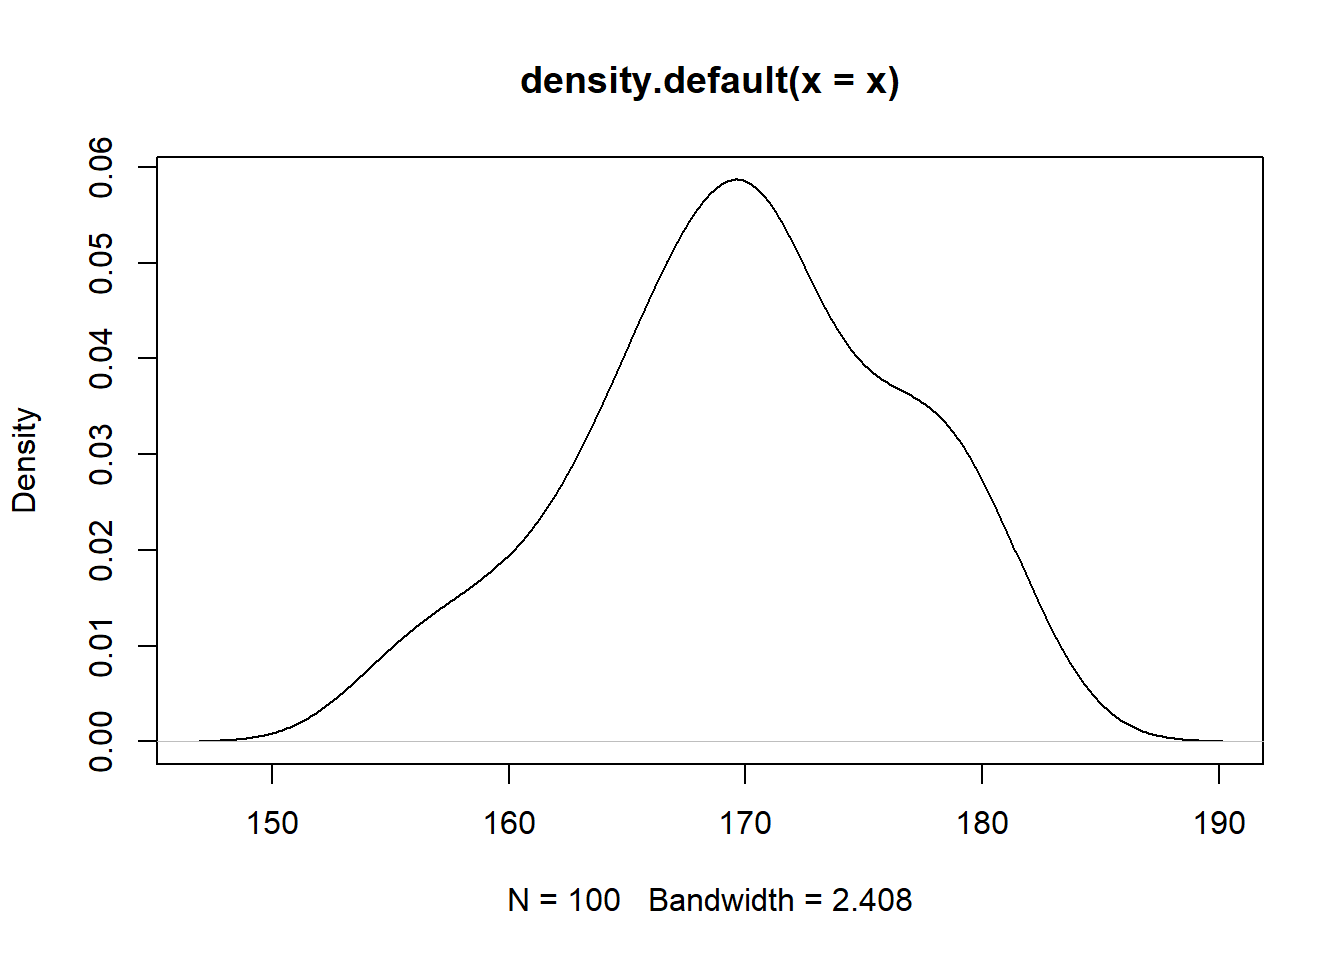 density.default(x = x)
0.06
0.05
0.04
0.03
0.02
0.01
0.00
Density
150 160 170 180 190
N = 100   Bandwidth = 2.408